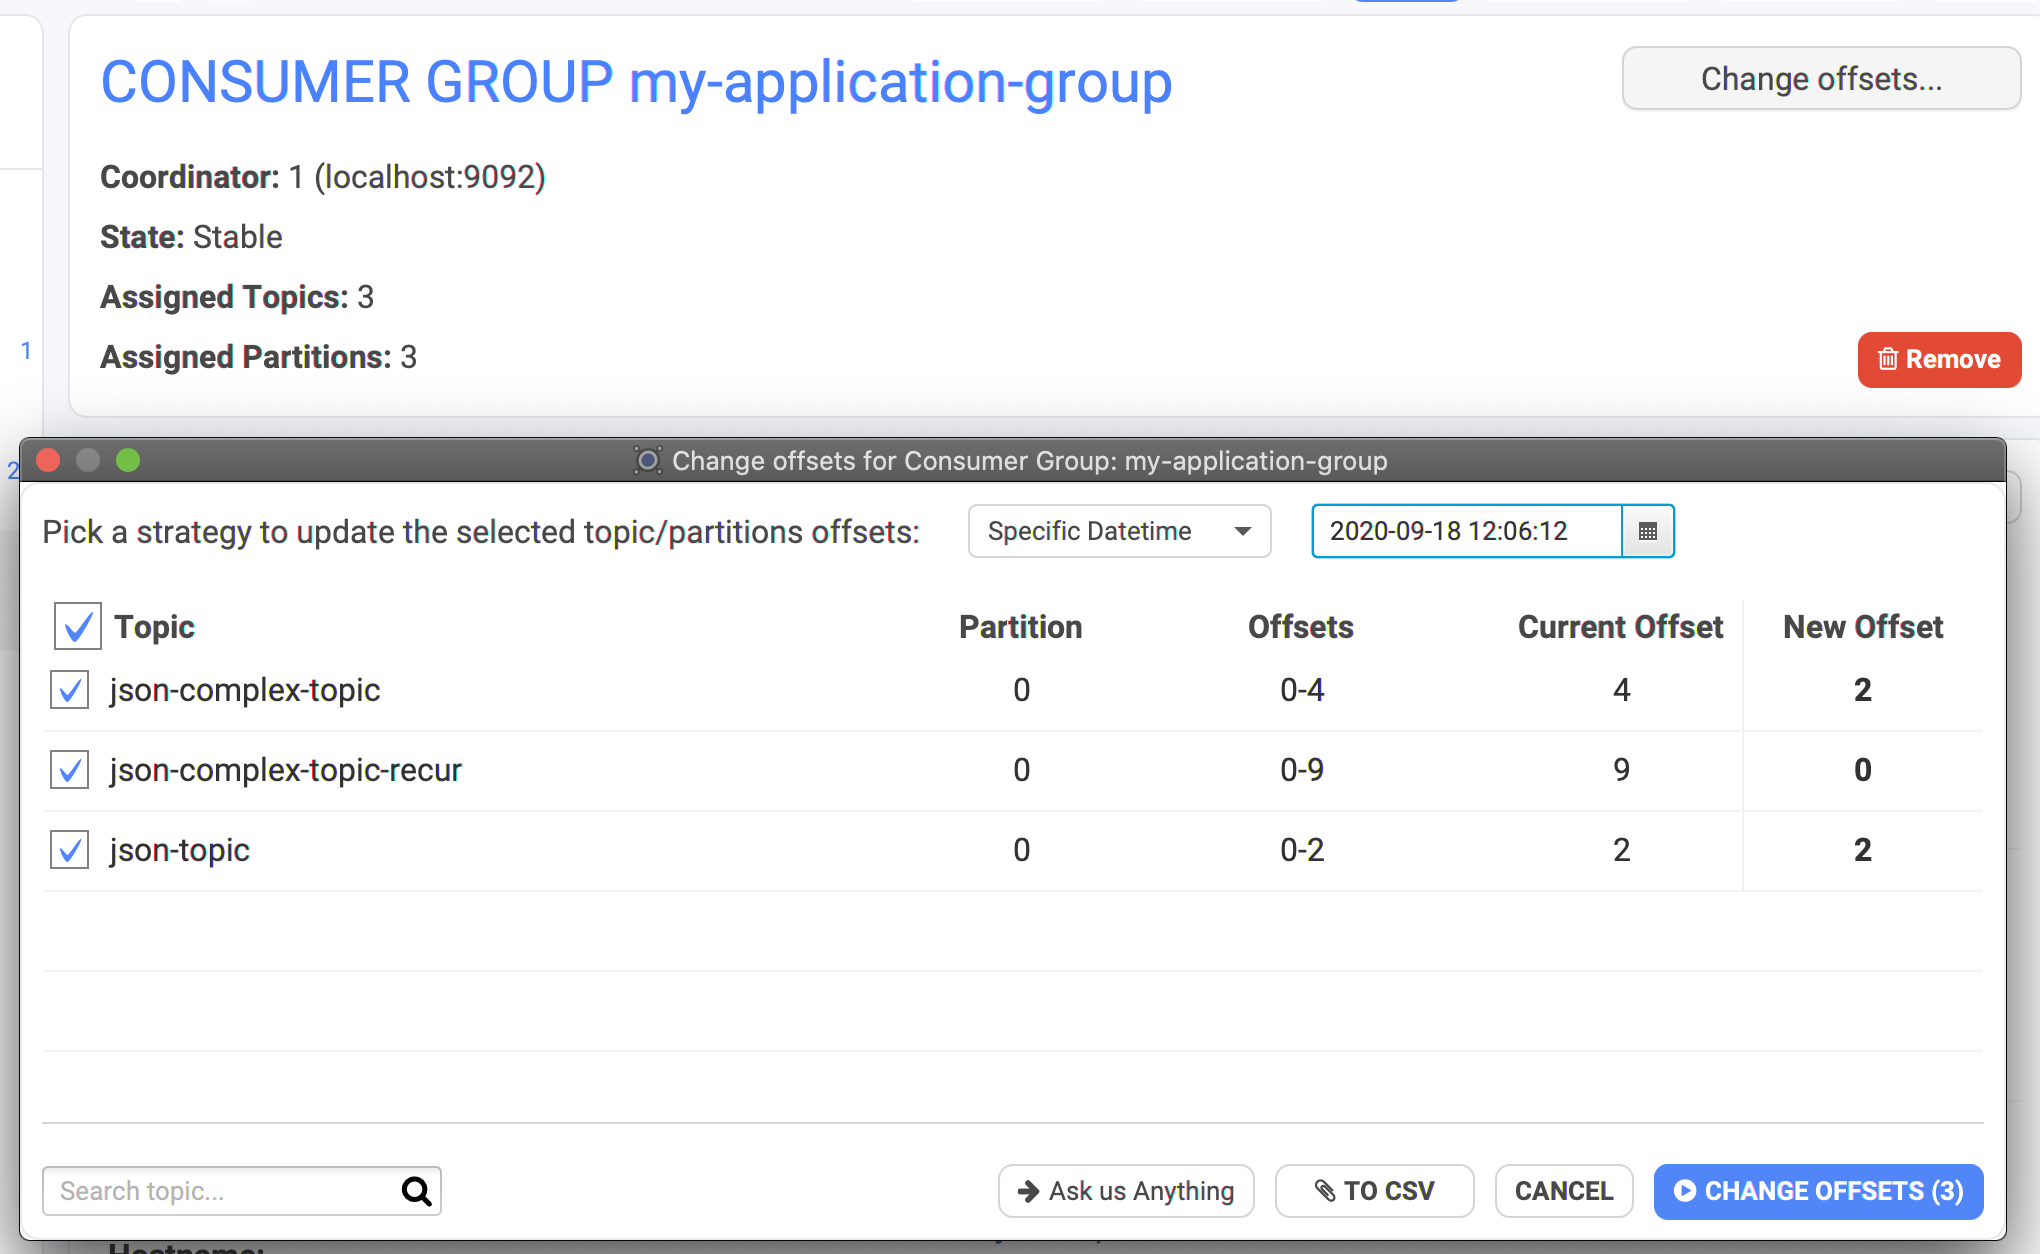 CONSUMER GROUP my-application-group
Change offsets...
Coordinator: 1 (localhost:9092)
State: Stable
Assigned Topics: 3
1
Assigned Partitions: 3
Remove
2
Change offsets for Consumer Group: my-application-group
Pick a strategy to update the selected topic/partitions offsets: Specific Datetime 2020-09-18 12:06:12
Topic Partition Offsets Current Offset New Offset
json-complex-topic 0 0-4 4 2
json-complex-topic-recur 0 0-9 9 0
json-topic 0 0-2 2 2
Search topic... Ask us Anything TO CSV CANCEL CHANGE OFFSETS (3)
Hostname: